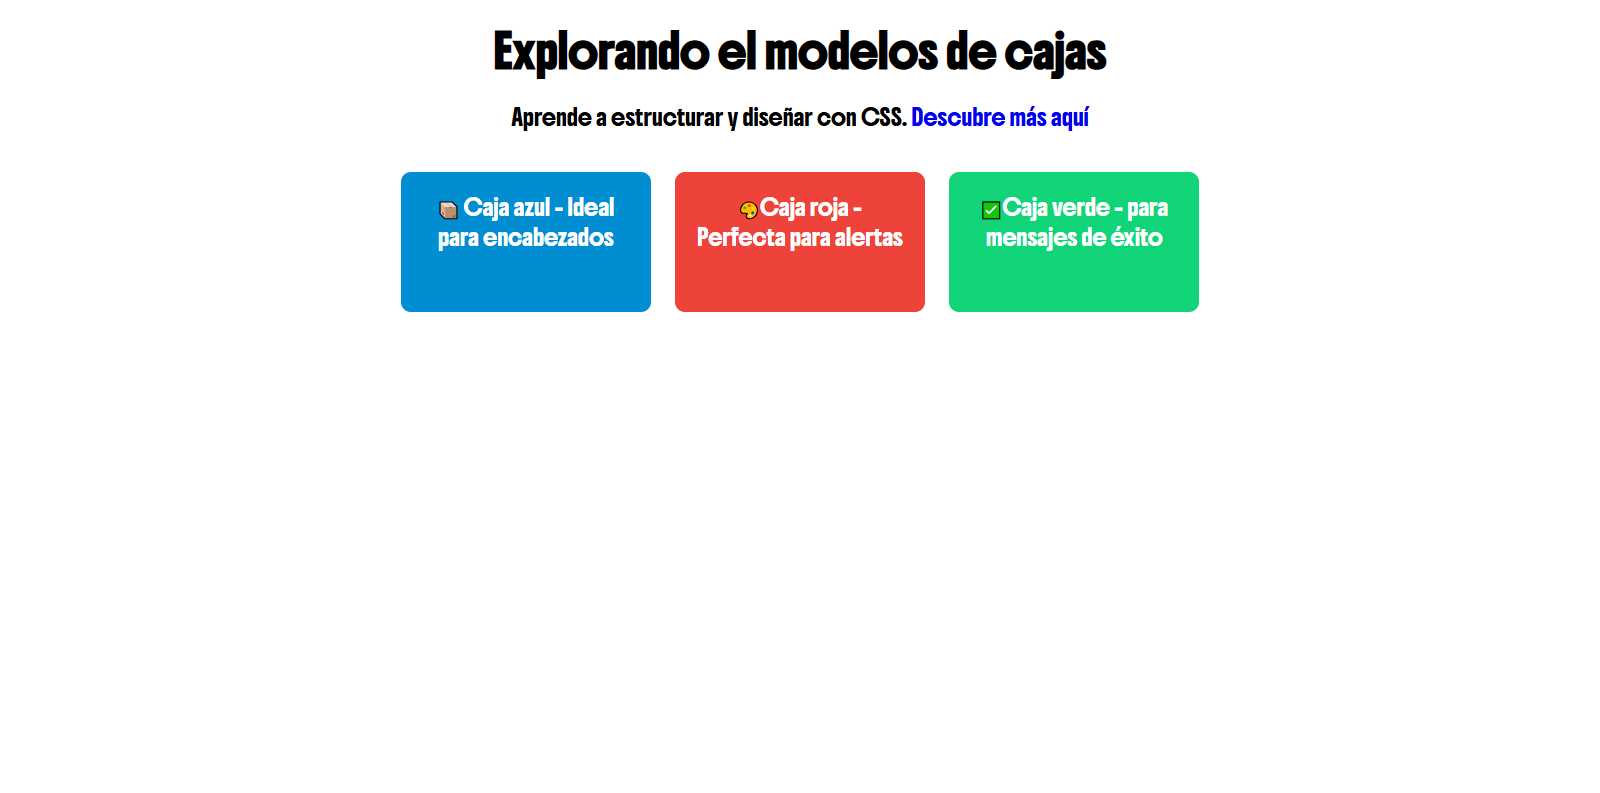 Explorando el modelos de cajas
Aprende a estructurar y diseñar con CSS. Descubre más aquí
📦 Caja azul - Ideal
para encabezados
🎨Caja roja -
Perfecta para alertas
✅Caja verde - para
mensajes de éxito